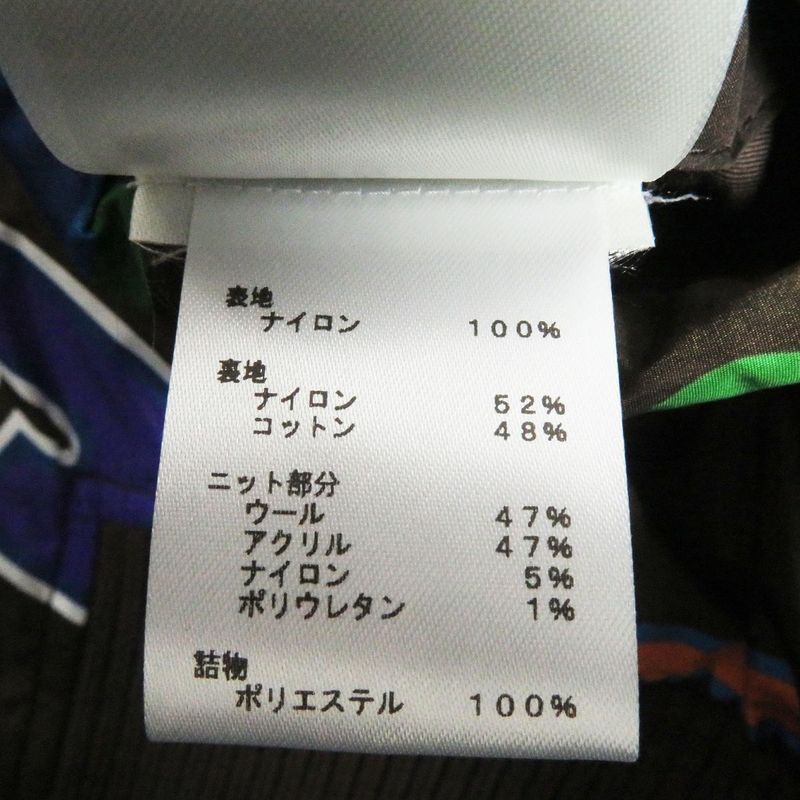 表地
ナイロン 100%
裏地
ナイロン 52%
コットン 48%
ニット部分
ウール 47%
アクリル 47%
ナイロン 5%
ポリウレタン 1%
詰物
ポリエステル 100%